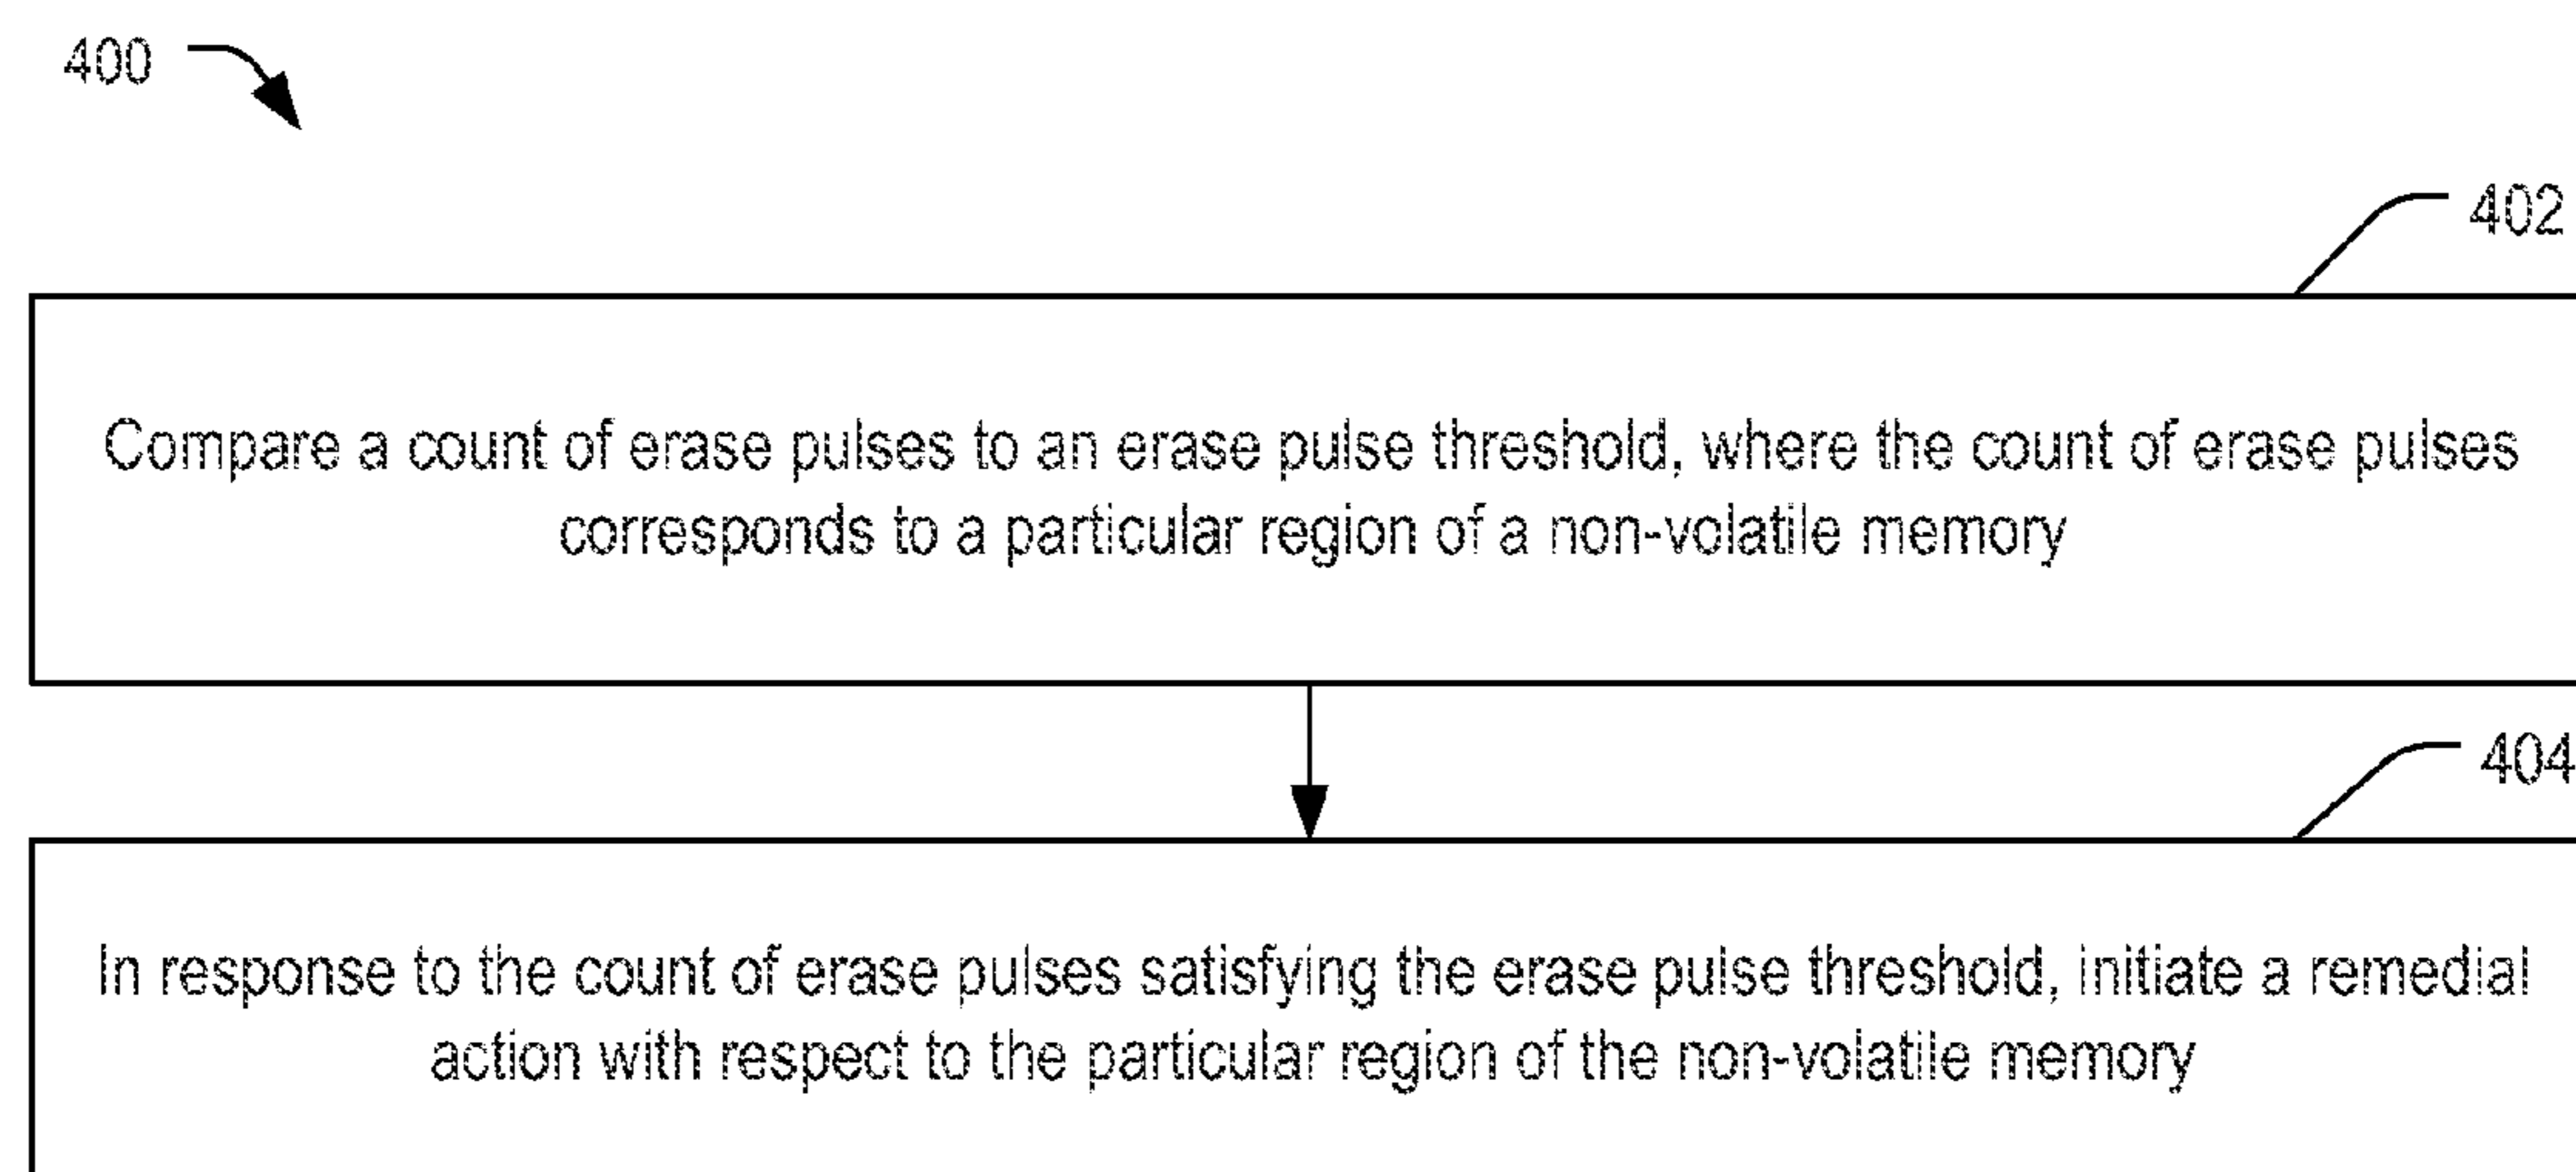 400
402
Compare a count of erase pulses to an erase pulse threshold, where the count of erase pulses
corresponds to a particular region of a non-volatile memory
404
In response to the count of erase pulses satisfying the erase pulse threshold, initiate a remedial
action with respect to the particular region of the non-volatile memory